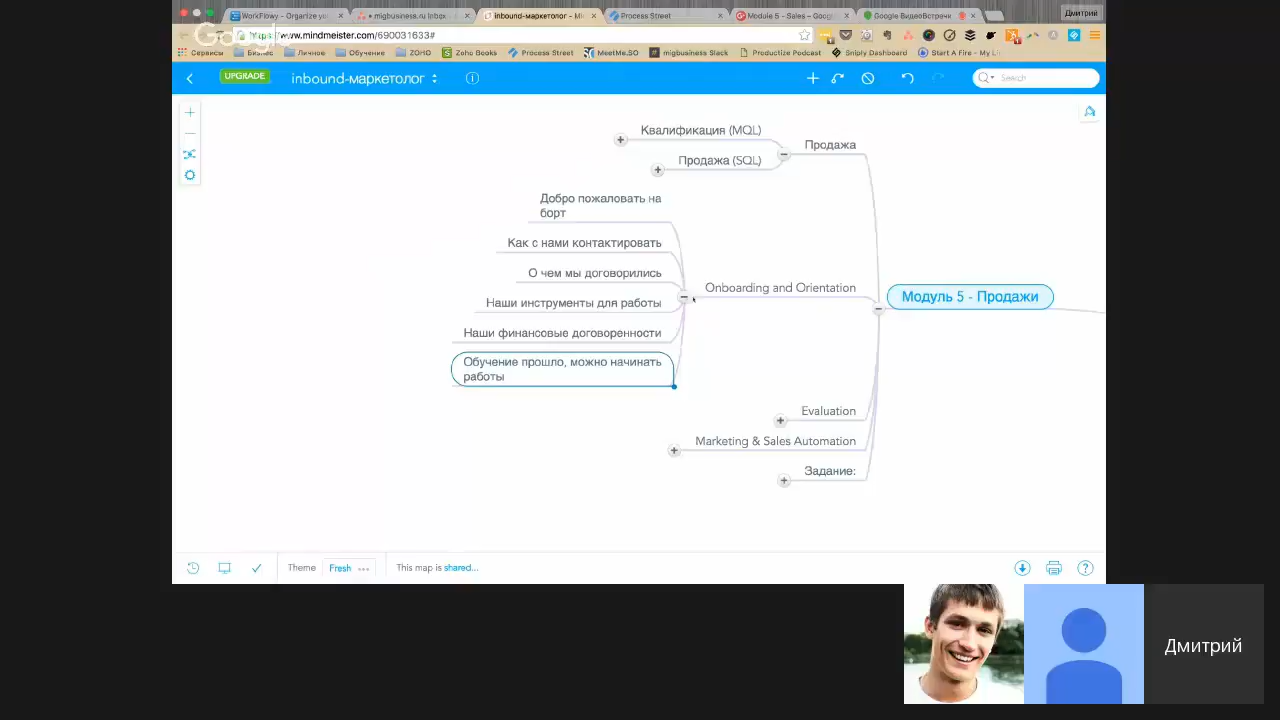 WorkFlowy - Organize you
migbusiness.ru Inbox
inbound-маркетолог - Mi
Process Street
Module 5 - Sales – Goog
Google ВидеоВстречи
Дмитрий
Google
https://www.mindmeister.com/690031633#
Сервисы
Бизнес
Личное
Обучение
ZOHO
Zoho Books
Process Street
MeetMe.SO
migbusiness Slack
Productize Podcast
Sniply Dashboard
Start A Fire - My Li
UPGRADE
inbound-маркетолог
Search
Квалификация (MQL)
Продажа
Продажа (SQL)
Добро пожаловать на
борт
Как с нами контактировать
О чем мы договорились
Onboarding and Orientation
Модуль 5 - Продажи
Наши инструменты для работы
Наши финансовые договоренности
Обучение прошло, можно начинать
работы
Evaluation
Marketing & Sales Automation
Задание:
Theme
Fresh
This map is shared...
Дмитрий